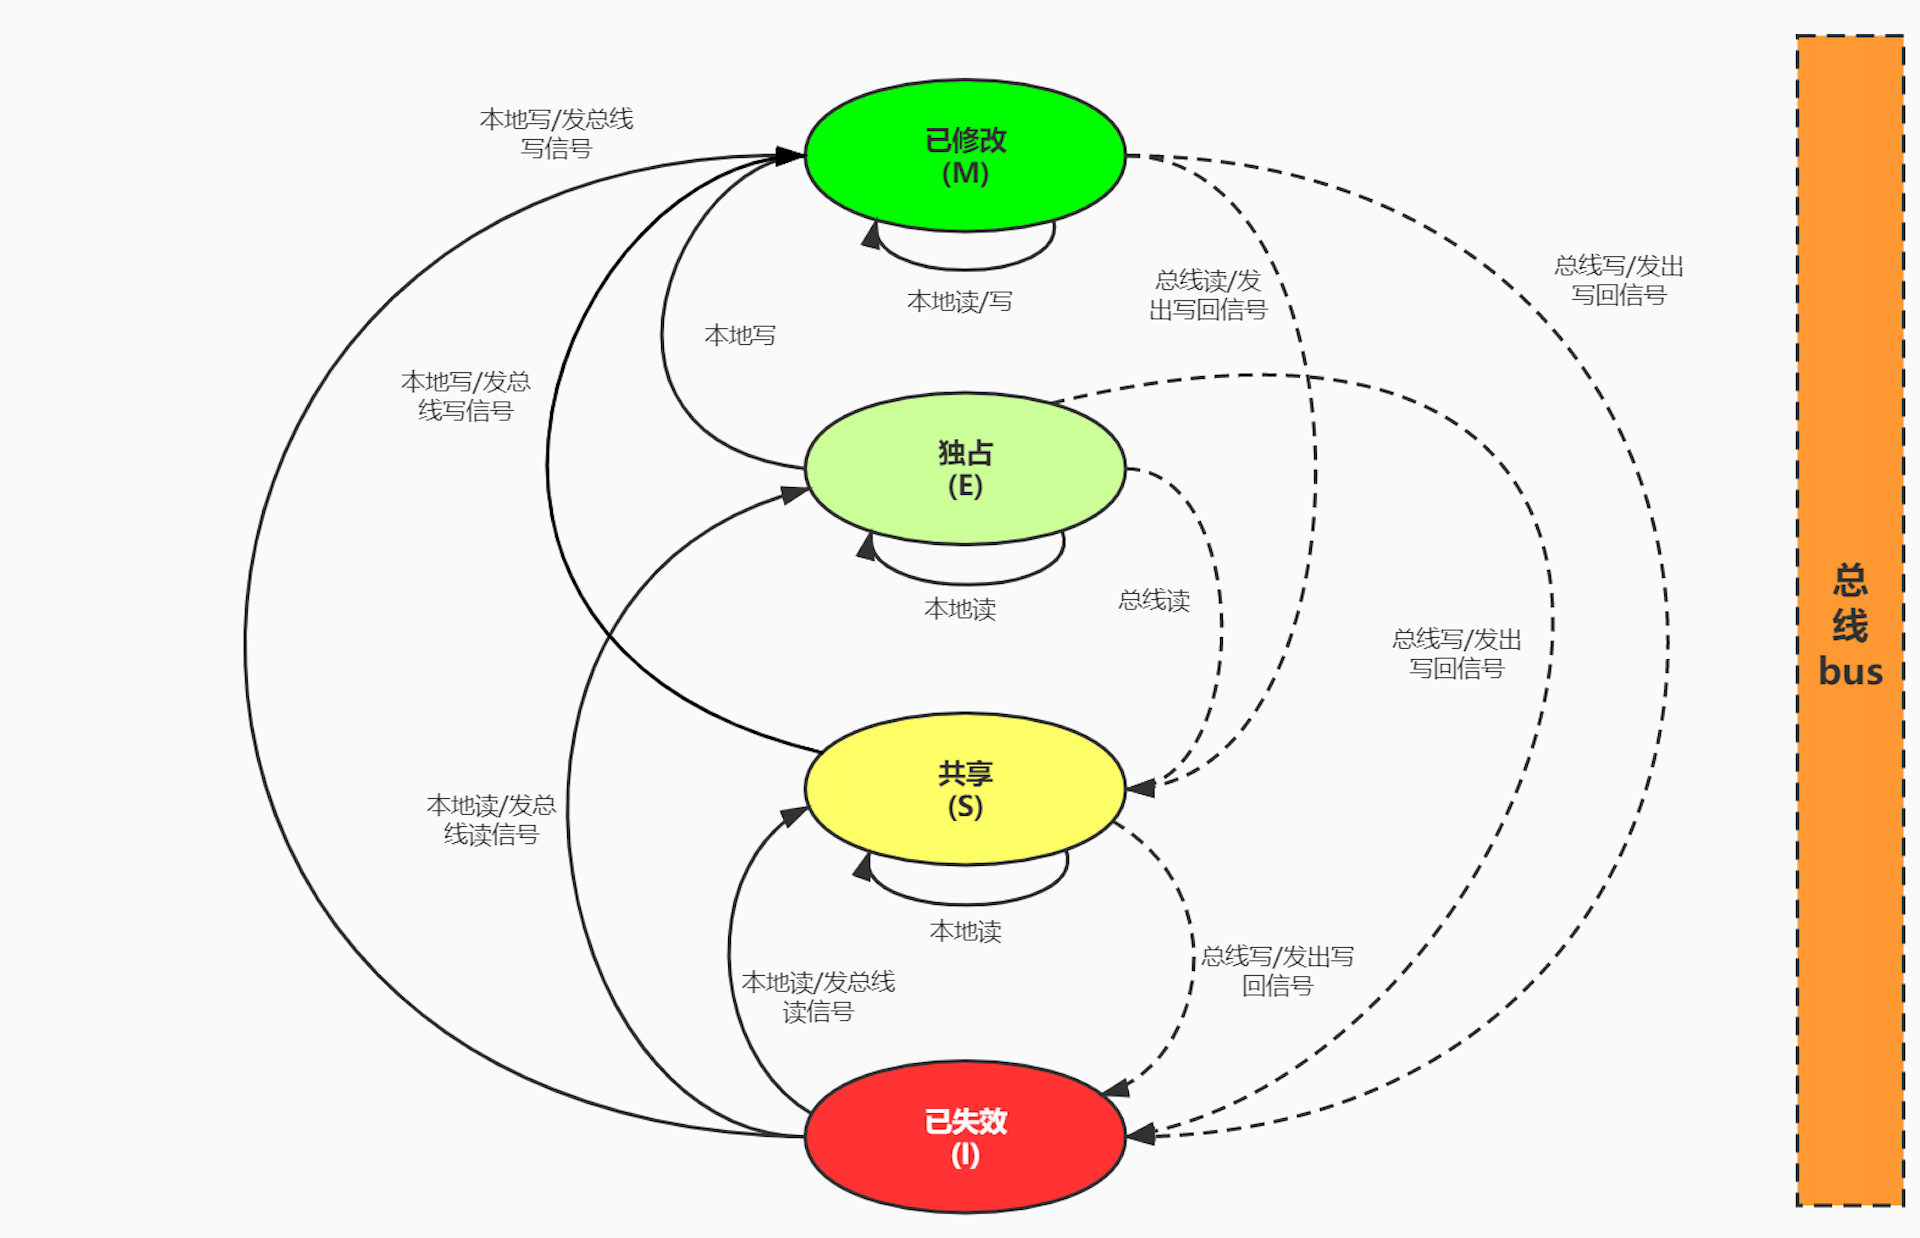 本地写/发总线
写信号
已修改
(M)
本地读/写
总线读/发
出写回信号
总线写/发出
写回信号
本地写
本地写/发总
线写信号
独占
(E)
本地读
总线读
总线写/发出
写回信号
总
线
bus
共享
(S)
本地读/发总
线读信号
本地读
本地读/发总线
读信号
总线写/发出写
回信号
已失效
(I)